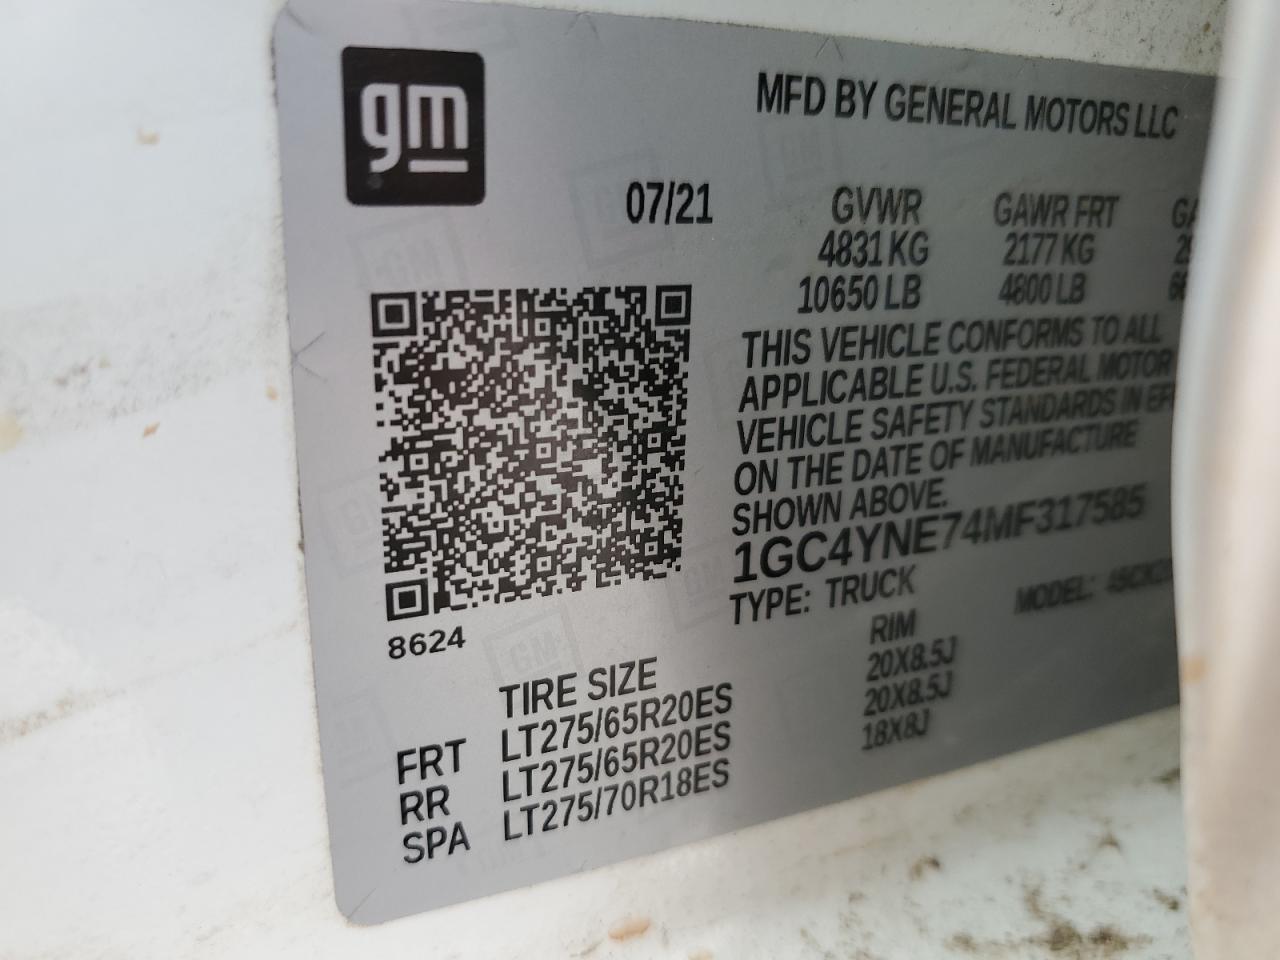 gm
MFD BY GENERAL MOTORS LLC
07/21 GVWR GAWR FRT
4831 KG 2177 KG
10650 LB 4800 LB
THIS VEHICLE CONFORMS TO ALL
APPLICABLE U.S. FEDERAL MOTOR
VEHICLE SAFETY STANDARDS IN EF
ON THE DATE OF MANUFACTURE
SHOWN ABOVE.
1GC4YNE74MF317585
TYPE: TRUCK MODEL:
8624
TIRE SIZE RIM
FRT LT275/65R20ES 20X8.5J
RR LT275/65R20ES 20X8.5J
SPA LT275/70R18ES 18X8J